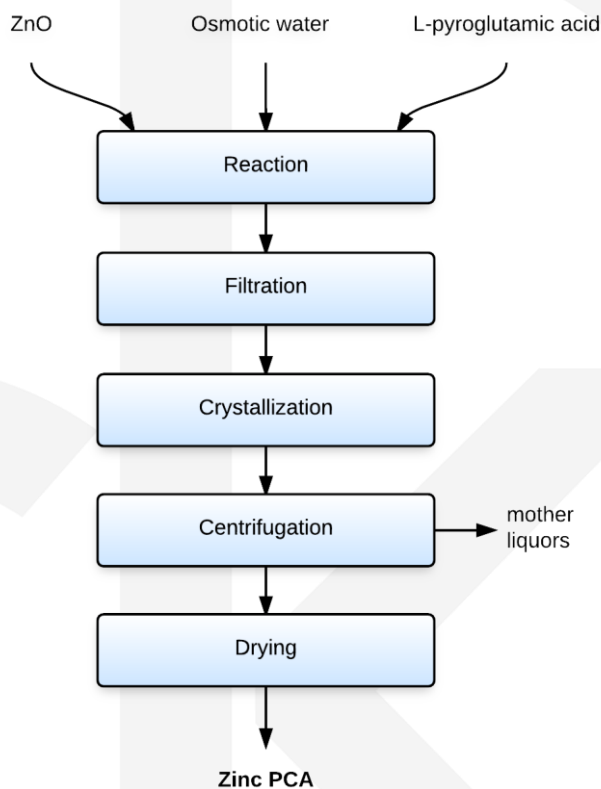 ZnO
Osmotic water
L-pyroglutamic acid
Reaction
Filtration
Crystallization
Centrifugation
mother
liquors
Drying
Zinc PCA